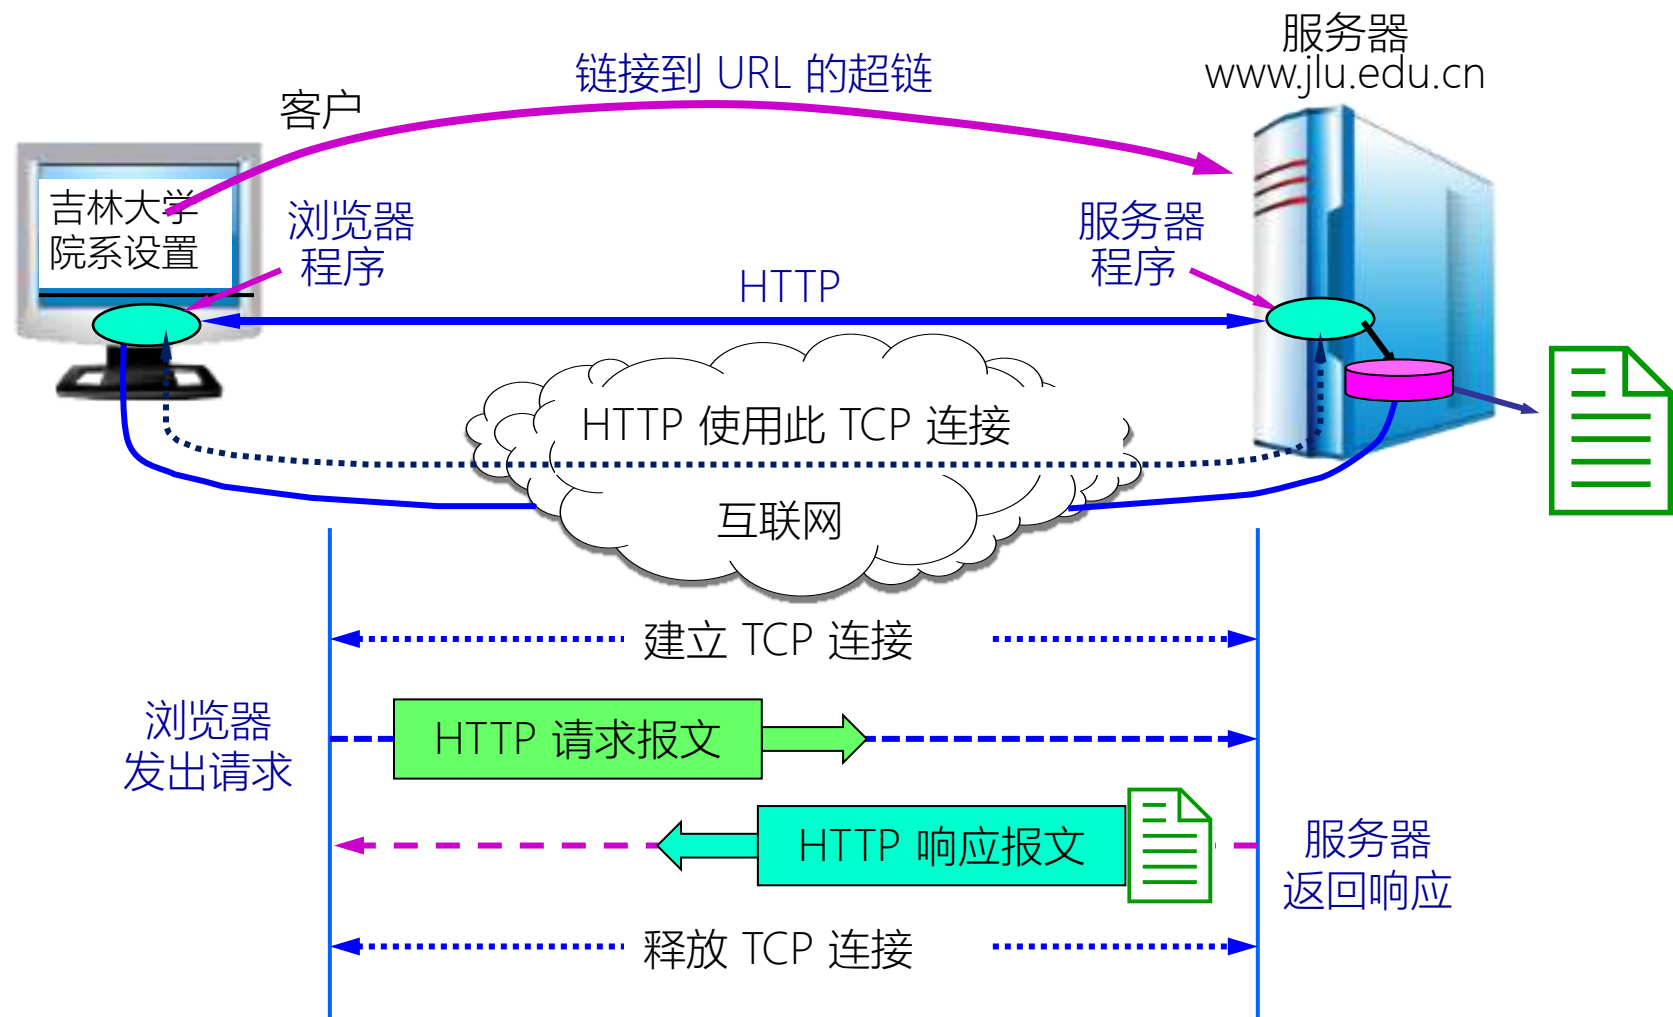 服务器
www.jlu.edu.cn
链接到 URL 的超链
客户
吉林大学
院系设置
浏览器
程序
服务器
程序
HTTP
HTTP 使用此 TCP 连接
互联网
建立 TCP 连接
浏览器
发出请求
HTTP 请求报文
HTTP 响应报文
服务器
返回响应
释放 TCP 连接